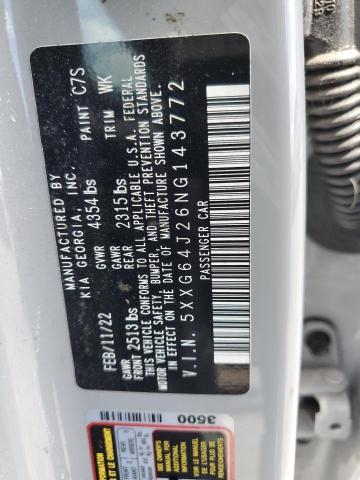 MANUFACTURED BY
KIA GEORGIA, INC.
FEB/11/22 GVWR 4354 lbs PAINT C7S
GAWR GAWR TRIM WK
FRONT 2513 lbs REAR 2315 lbs
THIS VEHICLE CONFORMS TO ALL APPLICABLE U.S.A. FEDERAL
MOTOR VEHICLE SAFETY, BUMPER, AND THEFT PREVENTION STANDARDS
IN EFFECT ON THE DATE OF MANUFACTURE SHOWN ABOVE.
V.I.N. 5XXG64J26NG143772
PASSENGER CAR
3500